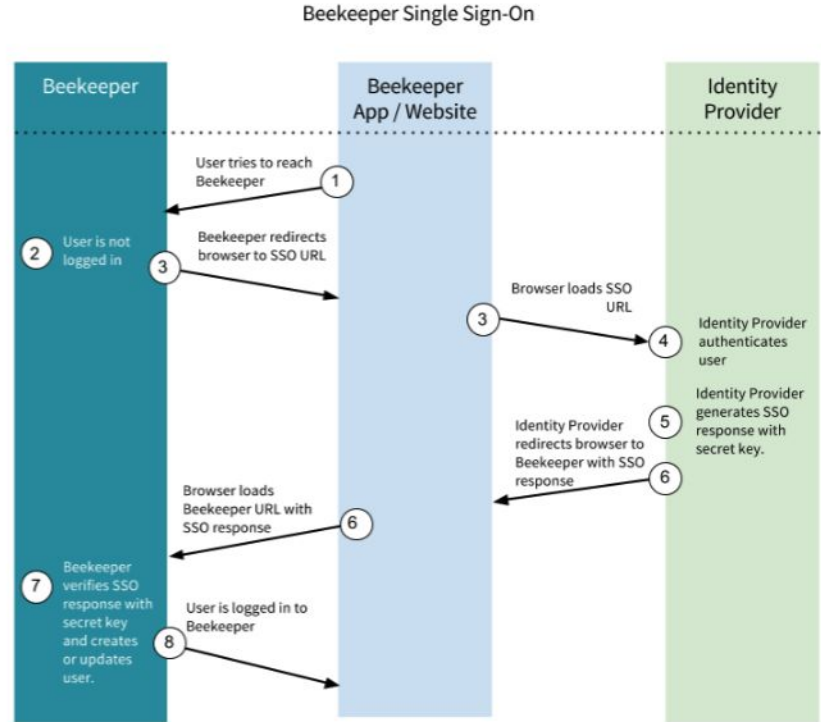 Beekeeper Single Sign-On
Beekeeper
Beekeeper
App / Website
Identity
Provider
User tries to reach
Beekeeper
1
2
User is not
logged in
3
Beekeeper redirects
browser to SSO URL
3
Browser loads SSO
URL
4
Identity Provider
authenticates
user
5
Identity Provider
generates SSO
response with
secret key.
Identity Provider
redirects browser to
Beekeeper with SSO
response
6
Browser loads
Beekeeper URL with
SSO response
6
7
Beekeeper
verifies SSO
response with
secret key
and creates
or updates
user.
User is logged in to
Beekeeper
8